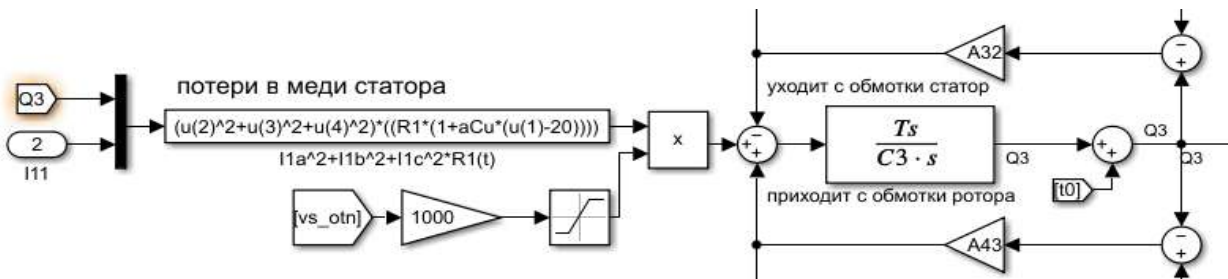 Q3
2
I11
потери в меди статора
(u(2)^2+u(3)^2+u(4)^2)*((R1*(1+aCu*(u(1)-20))))
I1a^2+I1b^2+I1c^2*R1(t)
[vs_otn]
1000
x
A32
уходит с обмотки статор
Ts
C3 · s
Q3
[t0]
Q3
Q3
приходит с обмотки ротора
A43